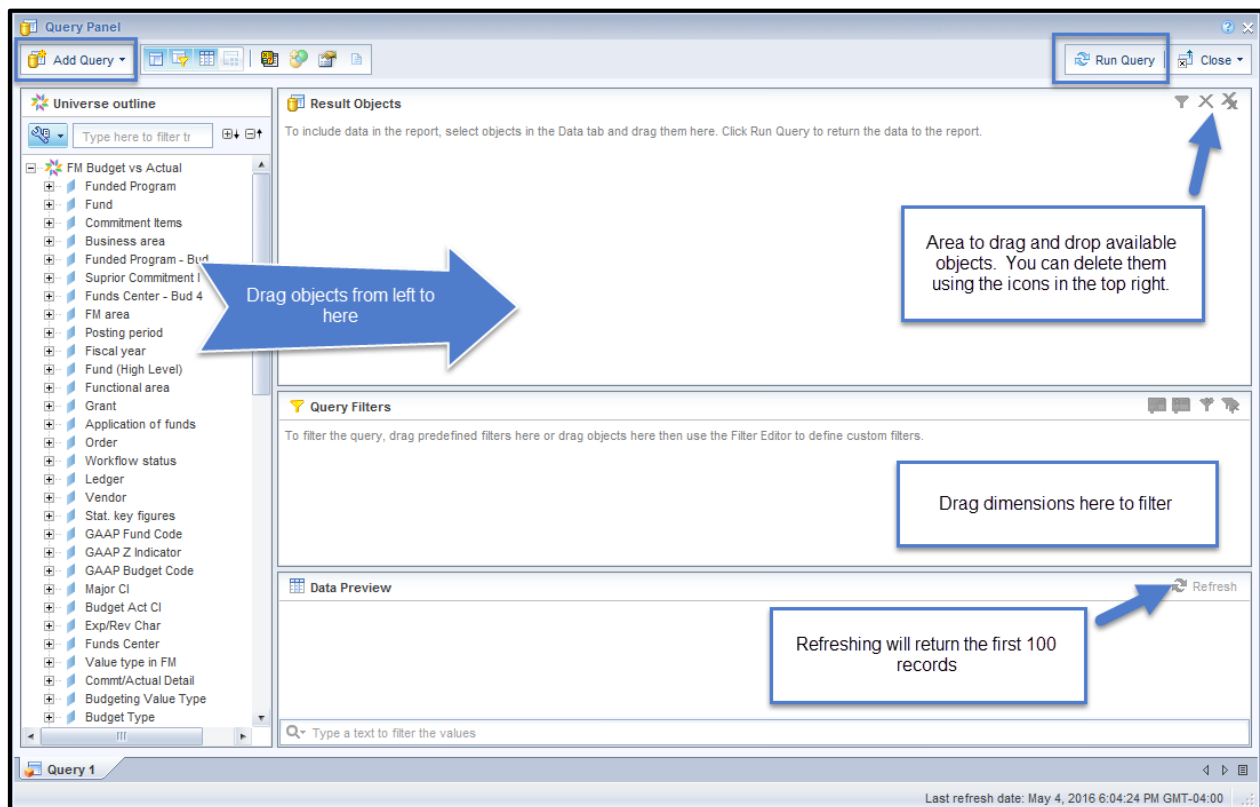 Query Panel
Add Query
Run Query
Close
Universe outline
Type here to filter tr
FM Budget vs Actual
Funded Program
Fund
Commitment Items
Business area
Funded Program - Bud
Suprior Commitment I
Funds Center - Bud 4
FM area
Posting period
Fiscal year
Fund (High Level)
Functional area
Grant
Application of funds
Order
Workflow status
Ledger
Vendor
Stat. key figures
GAAP Fund Code
GAAP Z Indicator
GAAP Budget Code
Major CI
Budget Act CI
Exp/Rev Char
Funds Center
Value type in FM
Commt/Actual Detail
Budgeting Value Type
Budget Type
Result Objects
To include data in the report, select objects in the Data tab and drag them here. Click Run Query to return the data to the report.
Drag objects from left to
here
Area to drag and drop available
objects. You can delete them
using the icons in the top right.
Query Filters
To filter the query, drag predefined filters here or drag objects here then use the Filter Editor to define custom filters.
Drag dimensions here to filter
Data Preview
Refresh
Refreshing will return the first 100
records
Type a text to filter the values
Query 1
Last refresh date: May 4, 2016 6:04:24 PM GMT-04:00